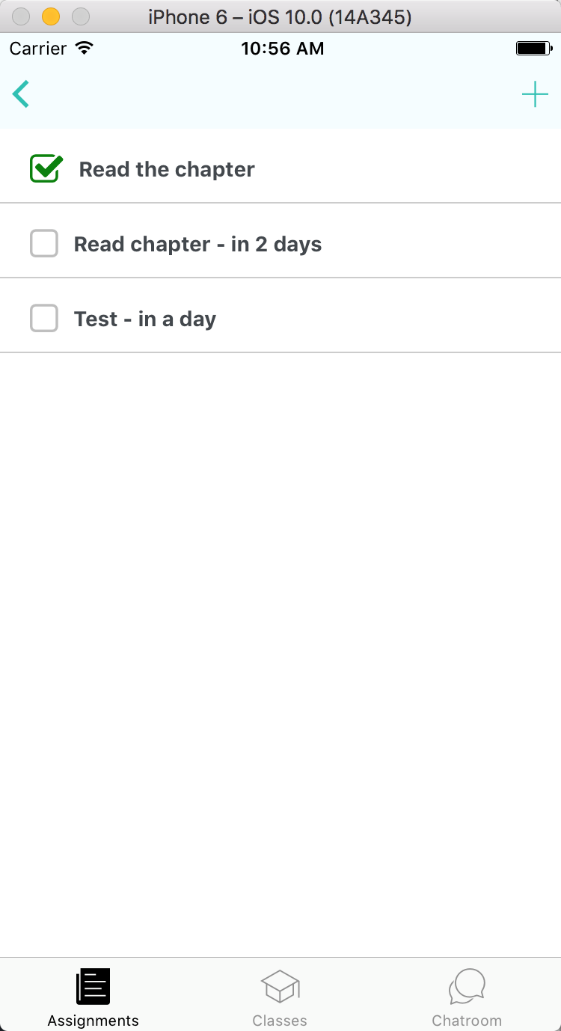 iPhone 6 – iOS 10.0 (14A345)
Carrier 10:56 AM
Read the chapter
Read chapter - in 2 days
Test - in a day
Assignments Classes Chatroom